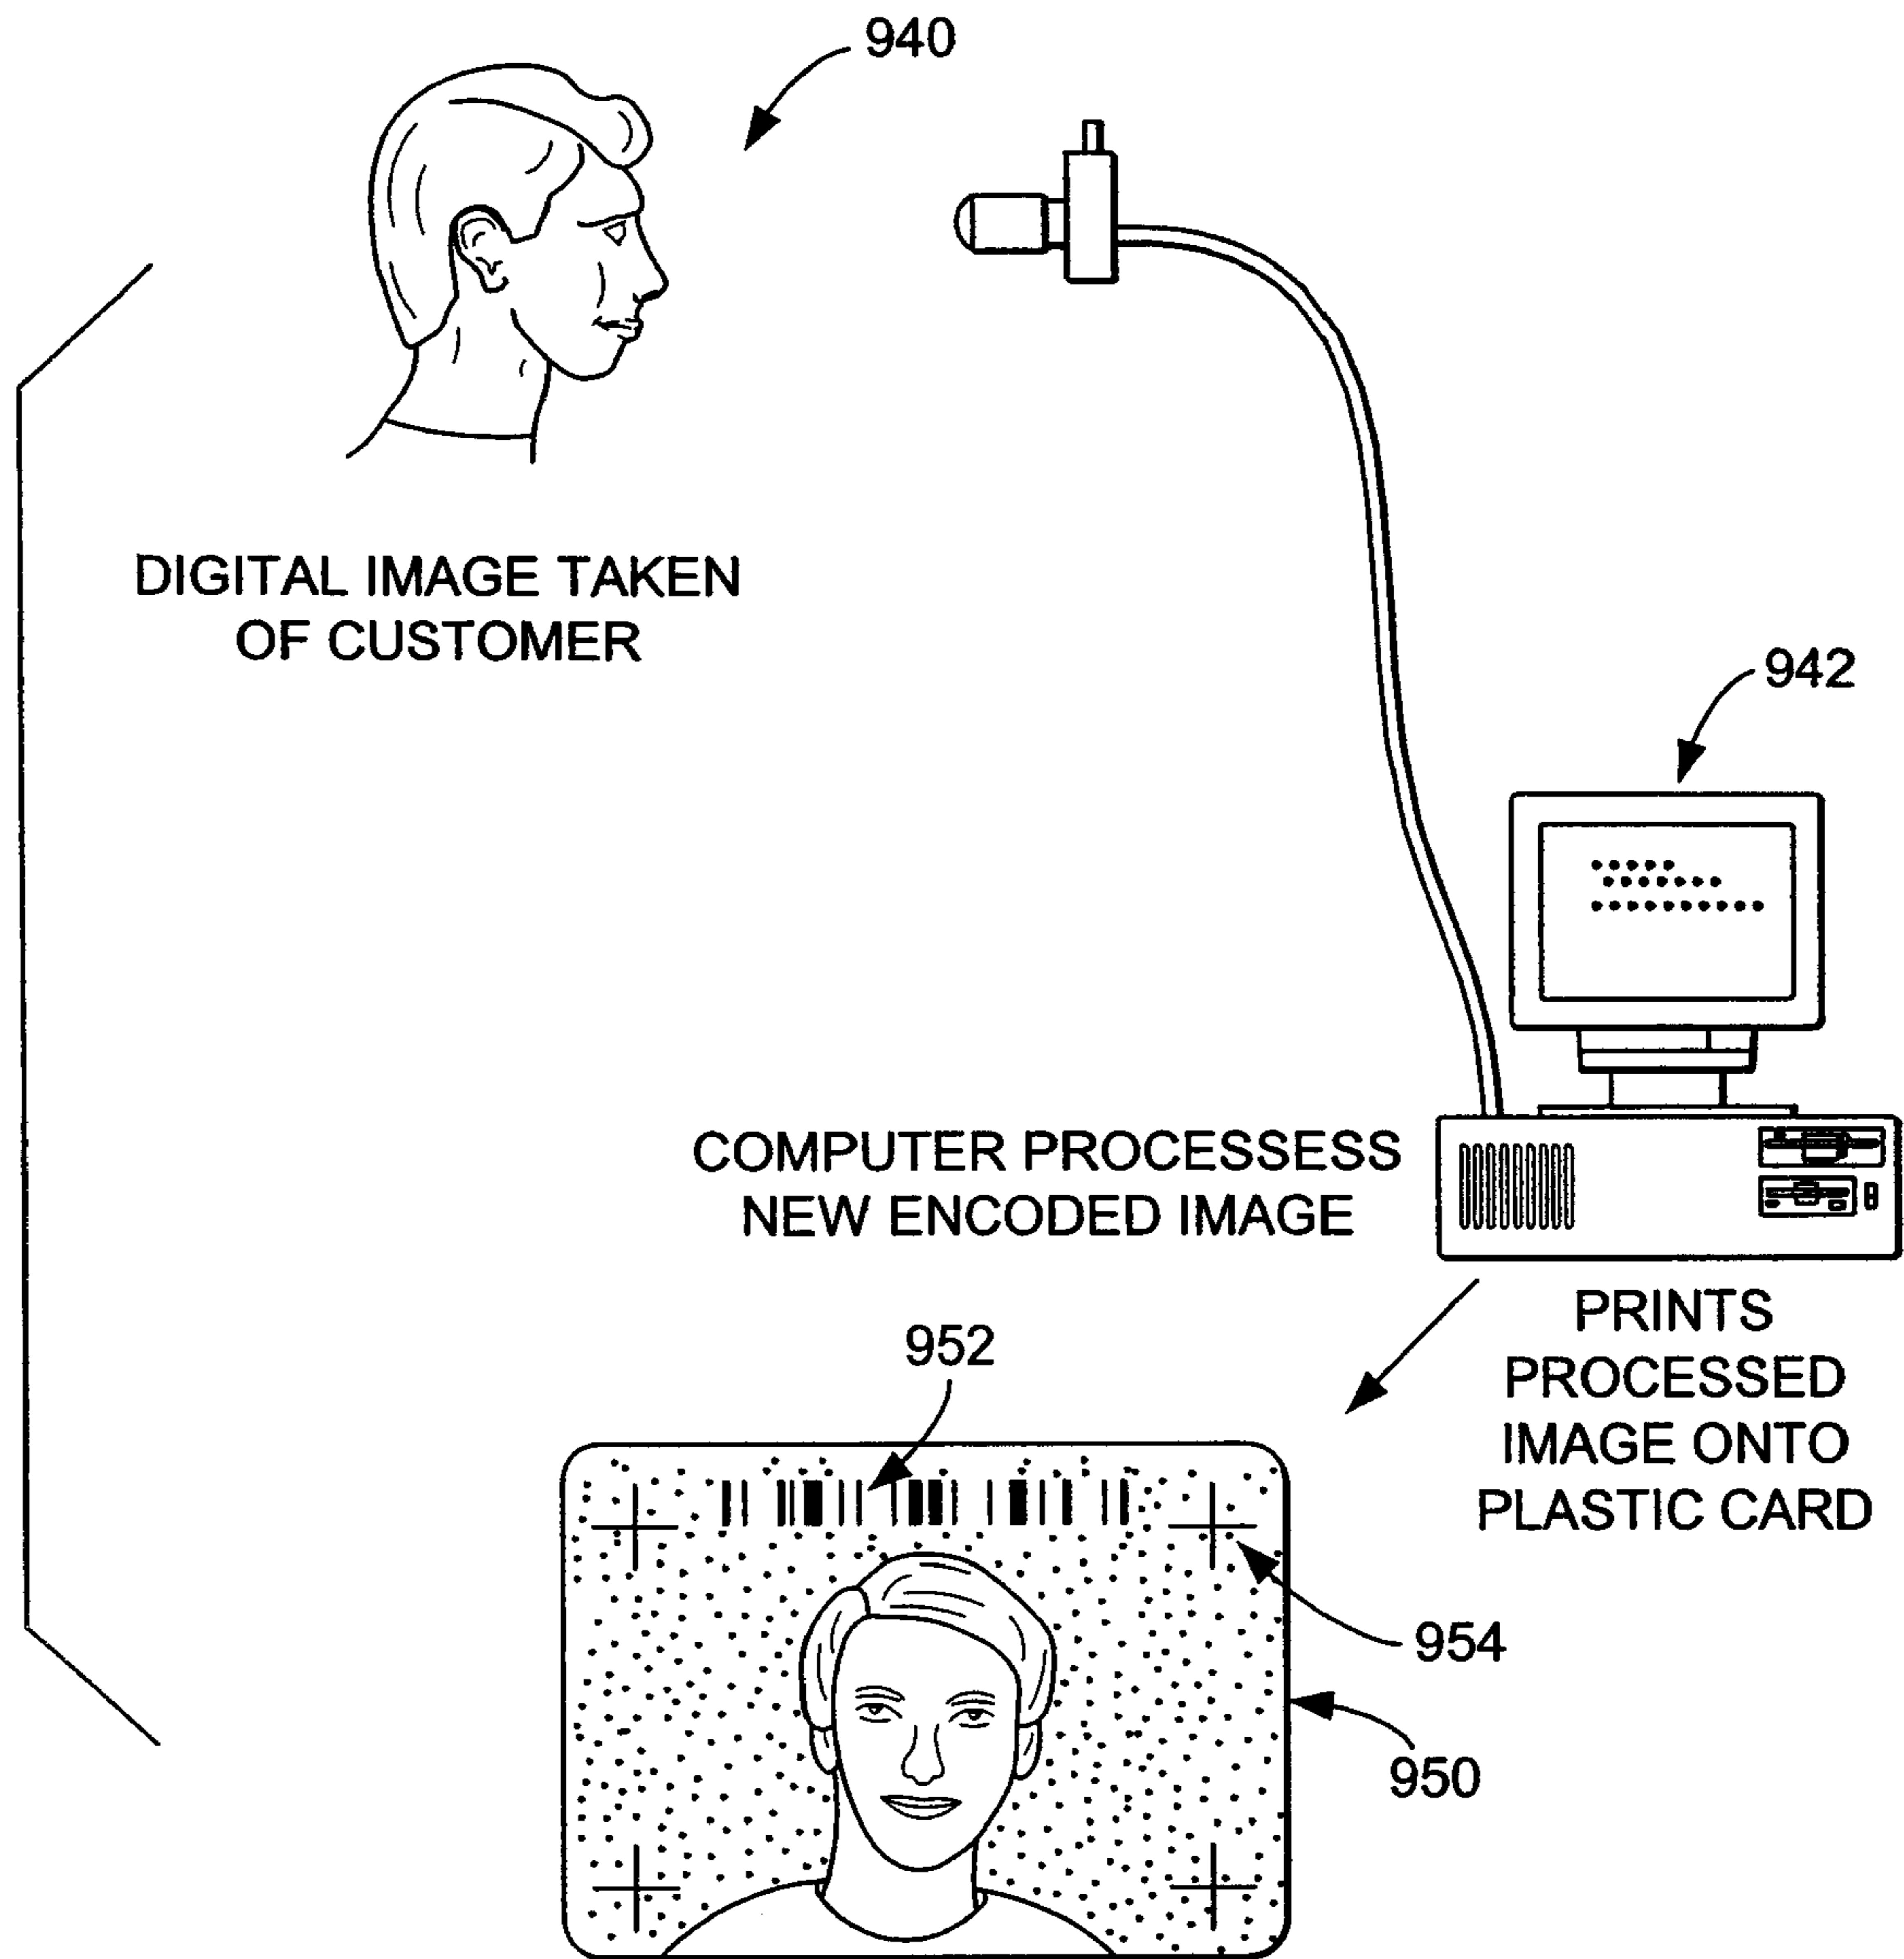 940
DIGITAL IMAGE TAKEN
OF CUSTOMER
942
COMPUTER PROCESSESS
NEW ENCODED IMAGE
PRINTS
PROCESSED
IMAGE ONTO
PLASTIC CARD
952
954
950